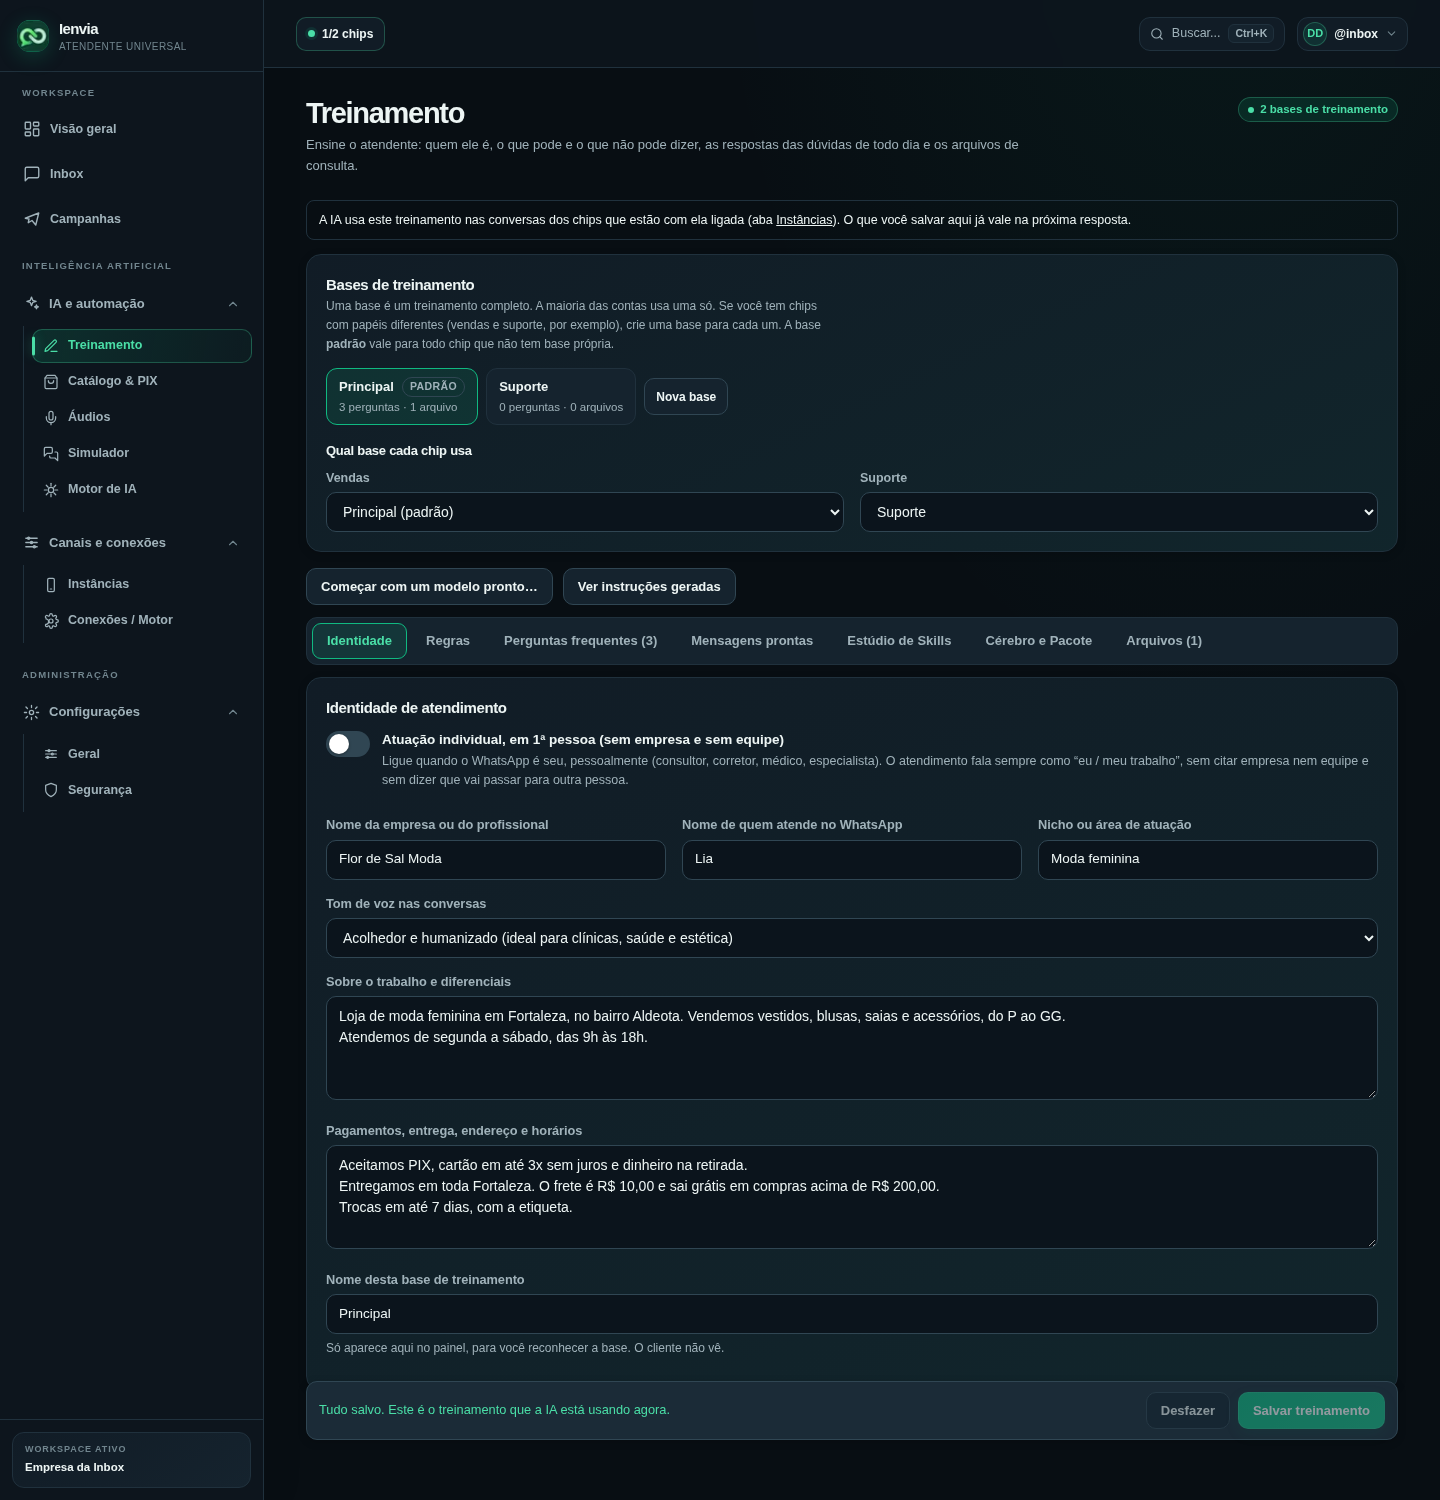 Ienvia
ATENDENTE UNIVERSAL
WORKSPACE
Visão geral
Inbox
Campanhas
INTELIGÊNCIA ARTIFICIAL
IA e automação
Treinamento
Catálogo & PIX
Áudios
Simulador
Motor de IA
Canais e conexões
Instâncias
Conexões / Motor
ADMINISTRAÇÃO
Configurações
Geral
Segurança
WORKSPACE ATIVO
Empresa da Inbox
1/2 chips
Buscar... Ctrl+K
DD @inbox
Treinamento
2 bases de treinamento
Ensine o atendente: quem ele é, o que pode e o que não pode dizer, as respostas das dúvidas de todo dia e os arquivos de
consulta.
A IA usa este treinamento nas conversas dos chips que estão com ela ligada (aba Instâncias). O que você salvar aqui já vale na próxima resposta.
Bases de treinamento
Uma base é um treinamento completo. A maioria das contas usa uma só. Se você tem chips
com papéis diferentes (vendas e suporte, por exemplo), crie uma base para cada um. A base
padrão vale para todo chip que não tem base própria.
Principal PADRÃO
3 perguntas · 1 arquivo
Suporte
0 perguntas · 0 arquivos
Nova base
Qual base cada chip usa
Vendas
Principal (padrão)
Suporte
Suporte
Começar com um modelo pronto…
Ver instruções geradas
Identidade
Regras
Perguntas frequentes (3)
Mensagens prontas
Estúdio de Skills
Cérebro e Pacote
Arquivos (1)
Identidade de atendimento
Atuação individual, em 1ª pessoa (sem empresa e sem equipe)
Ligue quando o WhatsApp é seu, pessoalmente (consultor, corretor, médico, especialista). O atendimento fala sempre como “eu / meu trabalho”, sem citar empresa nem equipe e
sem dizer que vai passar para outra pessoa.
Nome da empresa ou do profissional
Flor de Sal Moda
Nome de quem atende no WhatsApp
Lia
Nicho ou área de atuação
Moda feminina
Tom de voz nas conversas
Acolhedor e humanizado (ideal para clínicas, saúde e estética)
Sobre o trabalho e diferenciais
Loja de moda feminina em Fortaleza, no bairro Aldeota. Vendemos vestidos, blusas, saias e acessórios, do P ao GG.
Atendemos de segunda a sábado, das 9h às 18h.
Pagamentos, entrega, endereço e horários
Aceitamos PIX, cartão em até 3x sem juros e dinheiro na retirada.
Entregamos em toda Fortaleza. O frete é R$ 10,00 e sai grátis em compras acima de R$ 200,00.
Trocas em até 7 dias, com a etiqueta.
Nome desta base de treinamento
Principal
Só aparece aqui no painel, para você reconhecer a base. O cliente não vê.
Tudo salvo. Este é o treinamento que a IA está usando agora.
Desfazer
Salvar treinamento